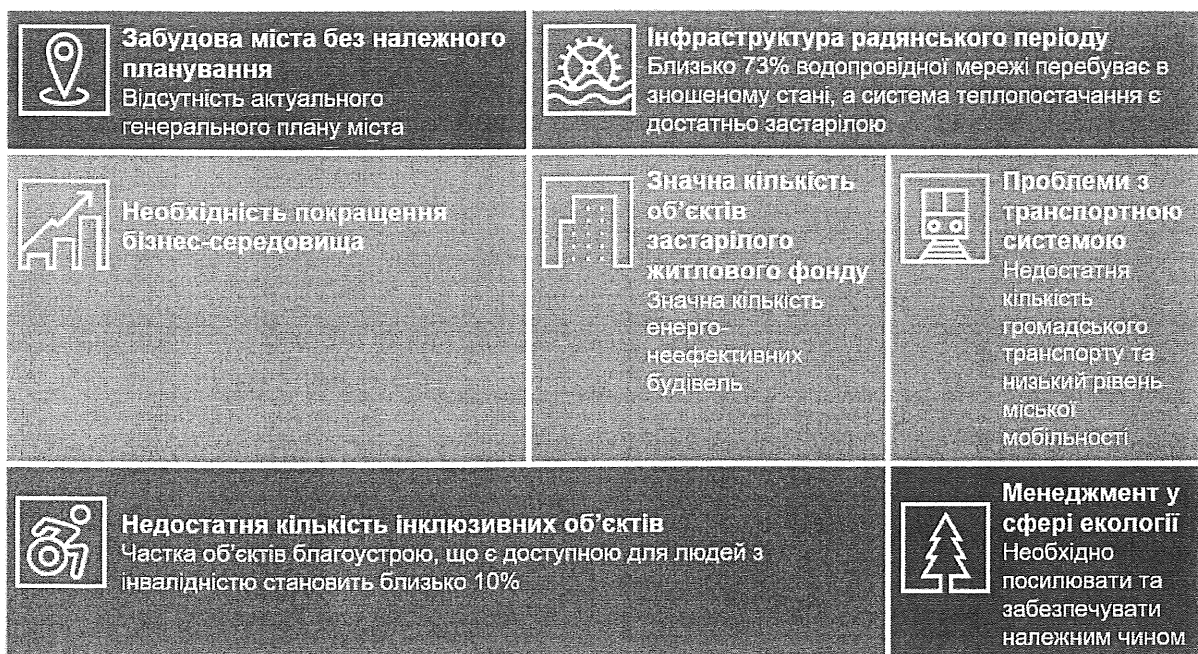 Забудова міста без належного
планування
Відсутність актуального
генерального плану міста
Інфраструктура радянського періоду
Близько 73% водопровідної мережі перебуває в
зношеному стані, а система теплопостачання є
достатньо застарілою
Необхідність покращення
бізнес-середовища
Значна кількість
об'єктів
застарілого
житлового фонду
Значна кількість
енерго-
неефективних
будівель
Проблеми з
транспортною
системою
Недостатня
кількість
громадського
транспорту та
низький рівень
міської
мобільності
Недостатня кількість інклюзивних об'єктів
Частка об'єктів благоустрою, що є доступною для людей з
інвалідністю становить близько 10%
Менеджмент у
сфері екології
Необхідно
посилювати та
забезпечувати
належним чином